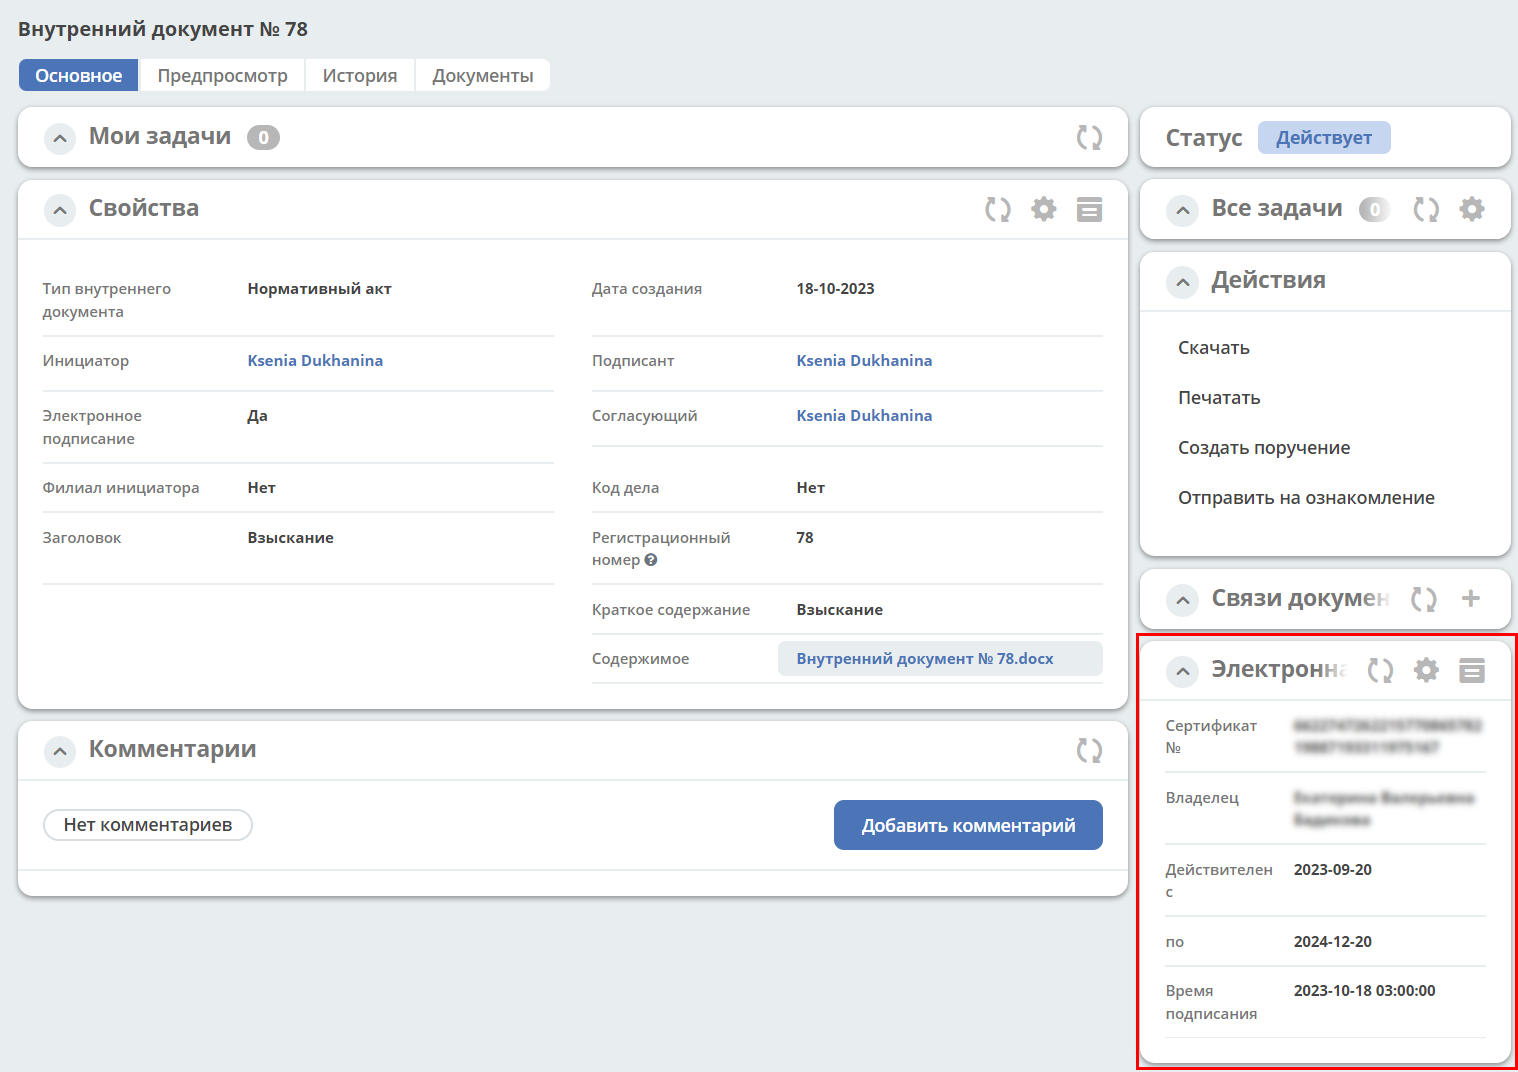 Внутренний документ № 78
Основное
Предпросмотр
История
Документы
Мои задачи 0
Свойства
Тип внутреннего
документа
Нормативный акт
Дата создания
18-10-2023
Инициатор
Ksenia Dukhanina
Подписант
Ksenia Dukhanina
Электронное
подписание
Да
Согласующий
Ksenia Dukhanina
Филиал инициатора
Нет
Код дела
Нет
Заголовок
Взыскание
Регистрационный
номер
78
Краткое содержание
Взыскание
Содержимое
Внутренний документ № 78.docx
Комментарии
Нет комментариев
Добавить комментарий
Статус
Действует
Все задачи 0
Действия
Скачать
Печатать
Создать поручение
Отправить на ознакомление
Связи докумен
Электронна
Сертификат
№
Владелец
Действителен
с
2023-09-20
по
2024-12-20
Время
подписания
2023-10-18 03:00:00